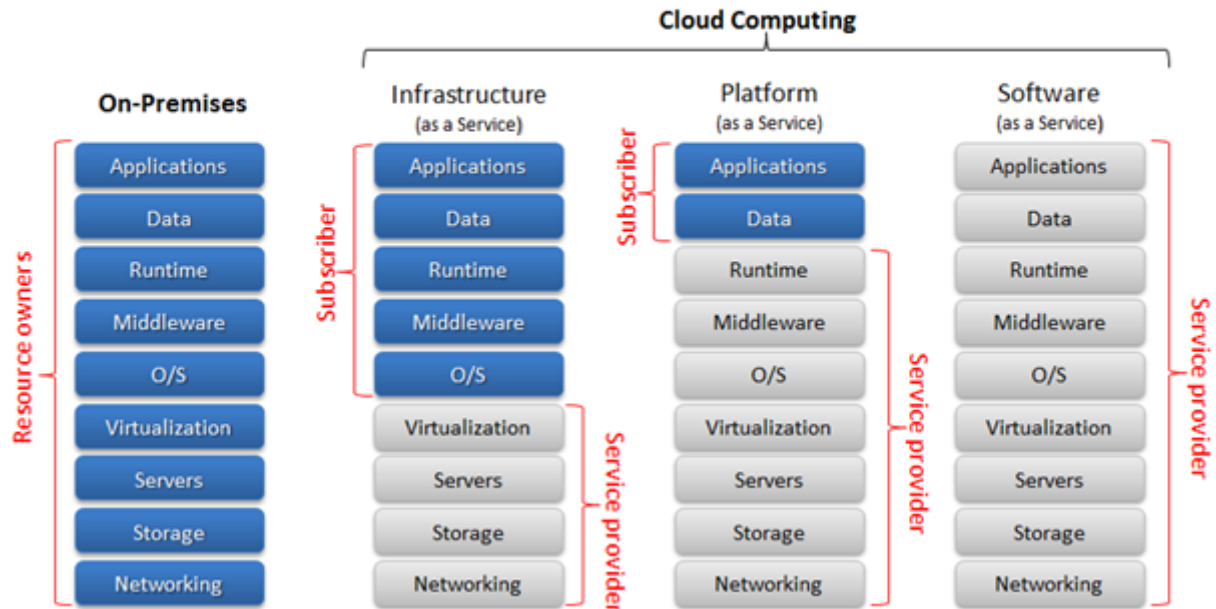 Cloud Computing
On-Premises
Resource owners
Applications
Data
Runtime
Middleware
O/S
Virtualization
Servers
Storage
Networking
Infrastructure
(as a Service)
Subscriber
Applications
Data
Runtime
Middleware
O/S
Virtualization
Servers
Storage
Networking
Service provider
Platform
(as a Service)
Subscriber
Applications
Data
Runtime
Middleware
O/S
Virtualization
Servers
Storage
Networking
Service provider
Software
(as a Service)
Applications
Data
Runtime
Middleware
O/S
Virtualization
Servers
Storage
Networking
Service provider